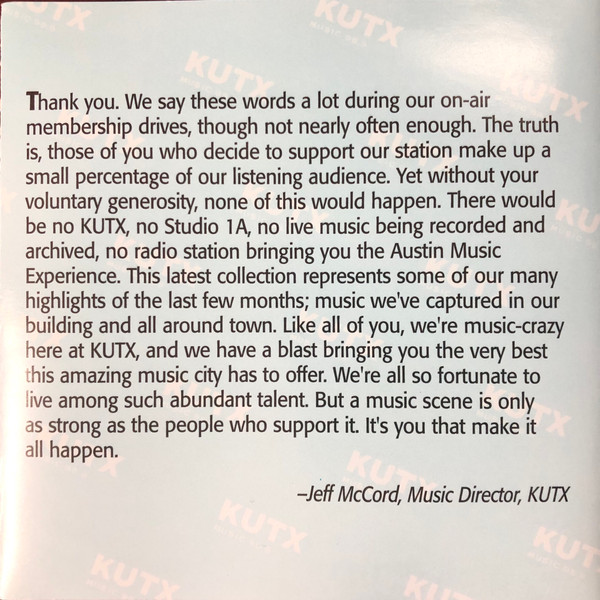 KUTX
KUTX
KUTX
Thank you. We say these words a lot during our on-air
membership drives, though not nearly often enough. The truth
is, those of you who decide to support our station make up a
small percentage of our listening audience. Yet without your
voluntary generosity, none of this would happen. There would
be no KUTX, no Studio 1A, no live music being recorded and
archived, no radio station bringing you the Austin Music
Experience. This latest collection represents some of our many
highlights of the last few months; music we've captured in our
building and all around town. Like all of you, we're music-crazy
here at KUTX, and we have a blast bringing you the very best
this amazing music city has to offer. We're all so fortunate to
live among such abundant talent. But a music scene is only
as strong as the people who support it. It's you that make it
all happen.
–Jeff McCord, Music Director, KUTX
KUTX
KUTX
KUTX